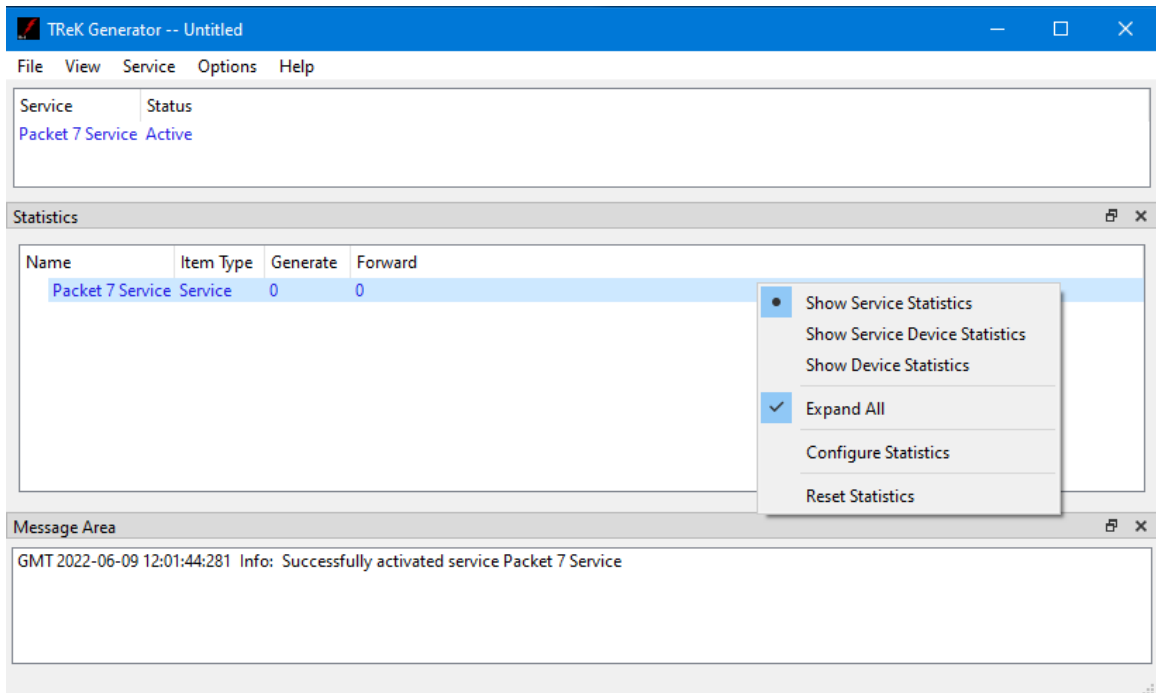 TReK Generator -- Untitled
File View Service Options Help
Service Status
Packet 7 Service Active
Statistics
Name Item Type Generate Forward
Packet 7 Service Service 0 0
Show Service Statistics
Show Service Device Statistics
Show Device Statistics
Expand All
Configure Statistics
Reset Statistics
Message Area
GMT 2022-06-09 12:01:44:281 Info: Successfully activated service Packet 7 Service